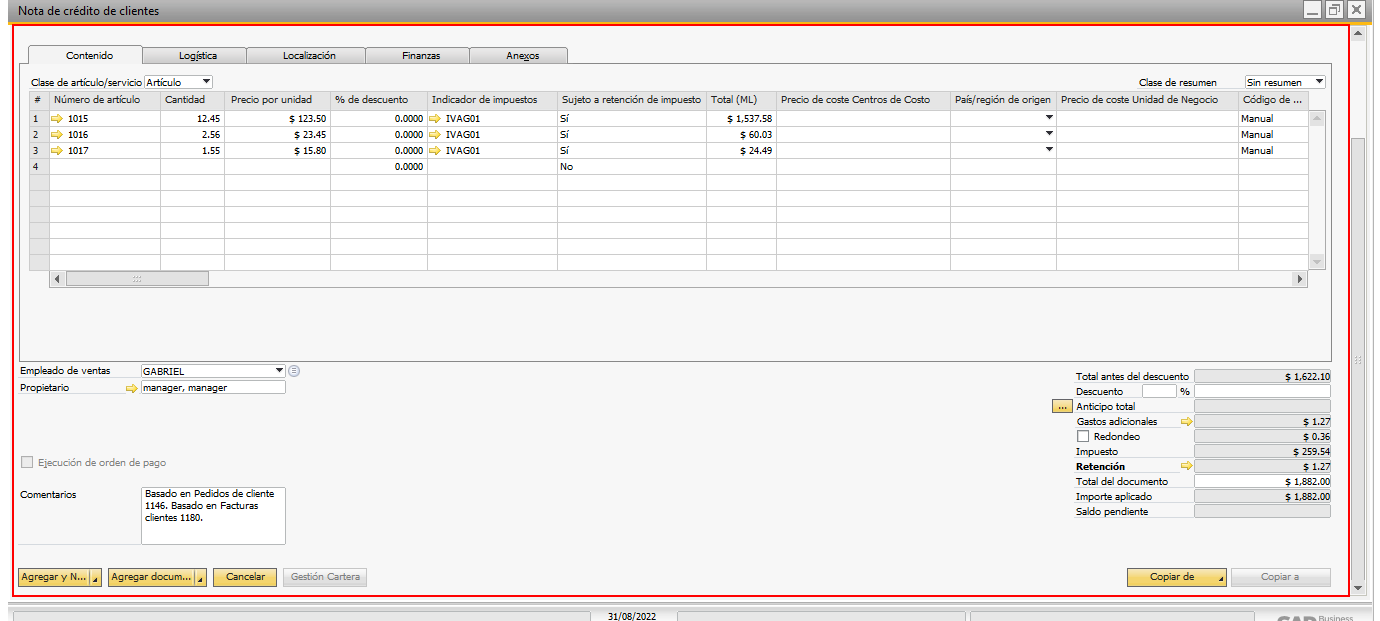 Nota de crédito de clientes
Contenido Logística Localización Finanzas Anexos
Clase de artículo/servicio Artículo Clase de resumen Sin resumen
# Número de artículo Cantidad Precio por unidad % de descuento Indicador de impuestos Sujeto a retención de impuesto Total (ML) Precio de coste Centros de Costo País/región de origen Precio de coste Unidad de Negocio Código de ...
1 1015 12.45 $ 123.50 0.0000 IVAG01 Sí $ 1,537.58 Manual
2 1016 2.56 $ 23.45 0.0000 IVAG01 Sí $ 60.03 Manual
3 1017 1.55 $ 15.80 0.0000 IVAG01 Sí $ 24.49 Manual
4 0.0000 No
Empleado de ventas GABRIEL
Propietario manager, manager
Total antes del descuento $ 1,622.10
Descuento %
... Anticipo total
Gastos adicionales $ 1.27
Redondeo $ 0.36
Impuesto $ 259.54
Ejecución de orden de pago
Retención $ 1.27
Total del documento $ 1,882.00
Importe aplicado $ 1,882.00
Saldo pendiente
Comentarios
Basado en Pedidos de cliente
1146. Basado en Facturas
clientes 1180.
Agregar y N... Agregar docum... Cancelar Gestión Cartera Copiar de Copiar a
31/08/2022
SAP Business